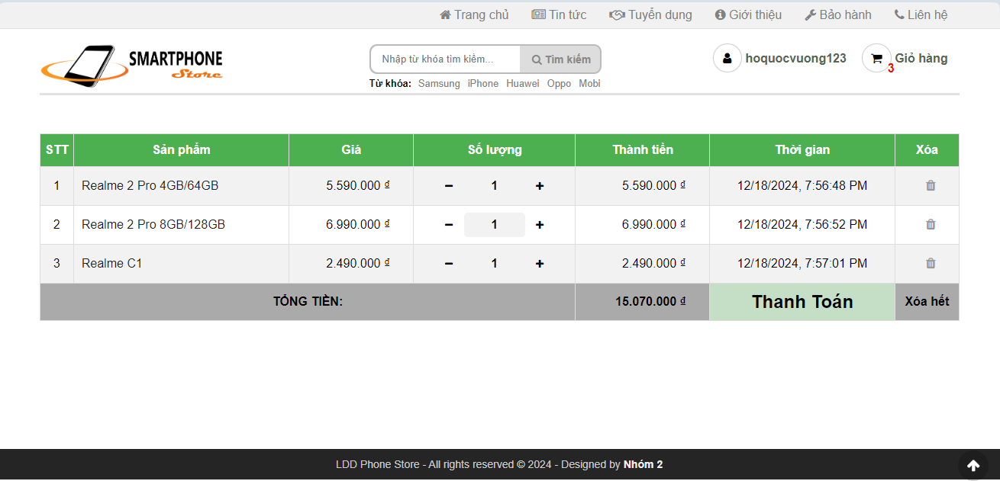 Trang chủ Tin tức Tuyển dụng Giới thiệu Bảo hành Liên hệ
SMARTPHONE
Store
Nhập từ khóa tìm kiếm... Tìm kiếm
hoquocvuong123 3 Giỏ hàng
Từ khóa: Samsung iPhone Huawei Oppo Mobi
STT Sản phẩm Giá Số lượng Thành tiền Thời gian Xóa
1 Realme 2 Pro 4GB/64GB 5.590.000 ₫ − 1 + 5.590.000 ₫ 12/18/2024, 7:56:48 PM
2 Realme 2 Pro 8GB/128GB 6.990.000 ₫ − 1 + 6.990.000 ₫ 12/18/2024, 7:56:52 PM
3 Realme C1 2.490.000 ₫ − 1 + 2.490.000 ₫ 12/18/2024, 7:57:01 PM
TỔNG TIỀN: 15.070.000 ₫ Thanh Toán Xóa hết
LDD Phone Store - All rights reserved © 2024 - Designed by Nhóm 2